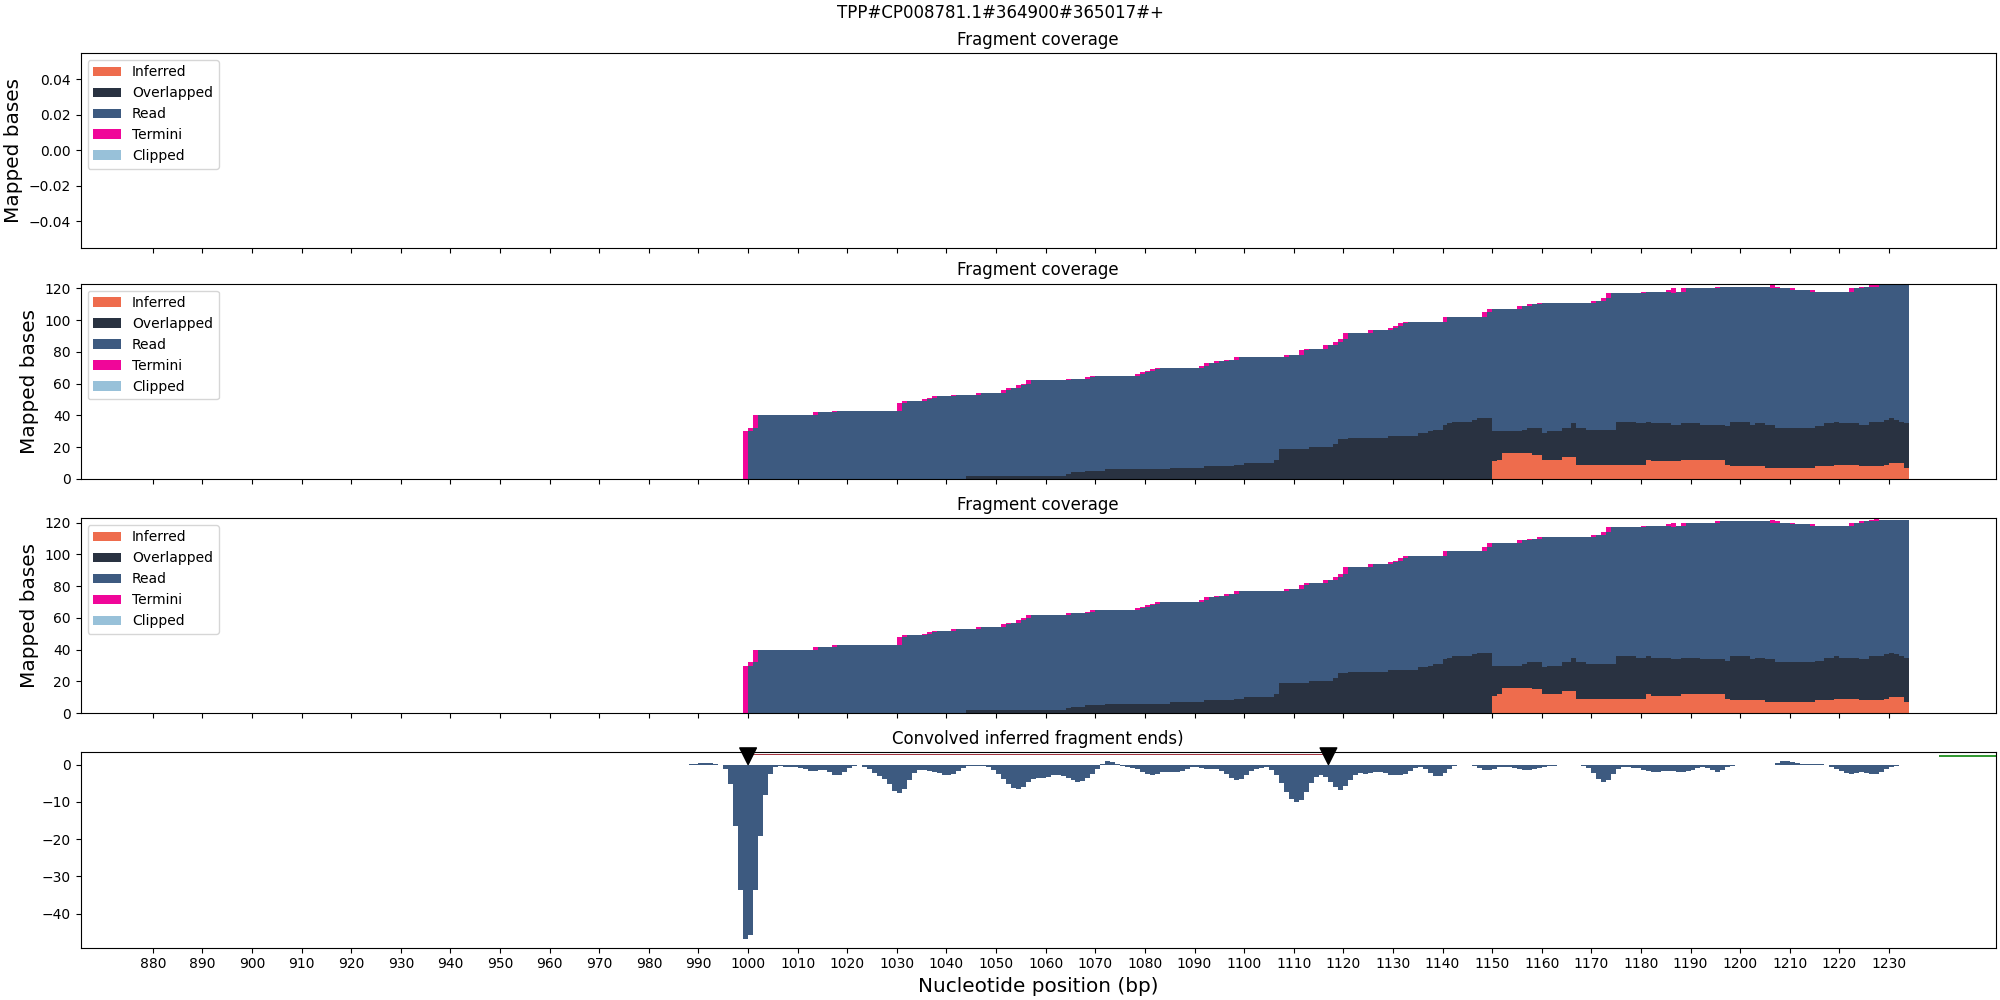 TPP#CP008781.1#364900#365017#+
Fragment coverage
Mapped bases
0.04
0.02
0.00
−0.02
−0.04
Inferred
Overlapped
Read
Termini
Clipped
Fragment coverage
Mapped bases
120
100
80
60
40
20
0
Inferred
Overlapped
Read
Termini
Clipped
Fragment coverage
Mapped bases
120
100
80
60
40
20
0
Inferred
Overlapped
Read
Termini
Clipped
Convolved inferred fragment ends)
0
−10
−20
−30
−40
880 890 900 910 920 930 940 950 960 970 980 990 1000 1010 1020 1030 1040 1050 1060 1070 1080 1090 1100 1110 1120 1130 1140 1150 1160 1170 1180 1190 1200 1210 1220 1230
Nucleotide position (bp)